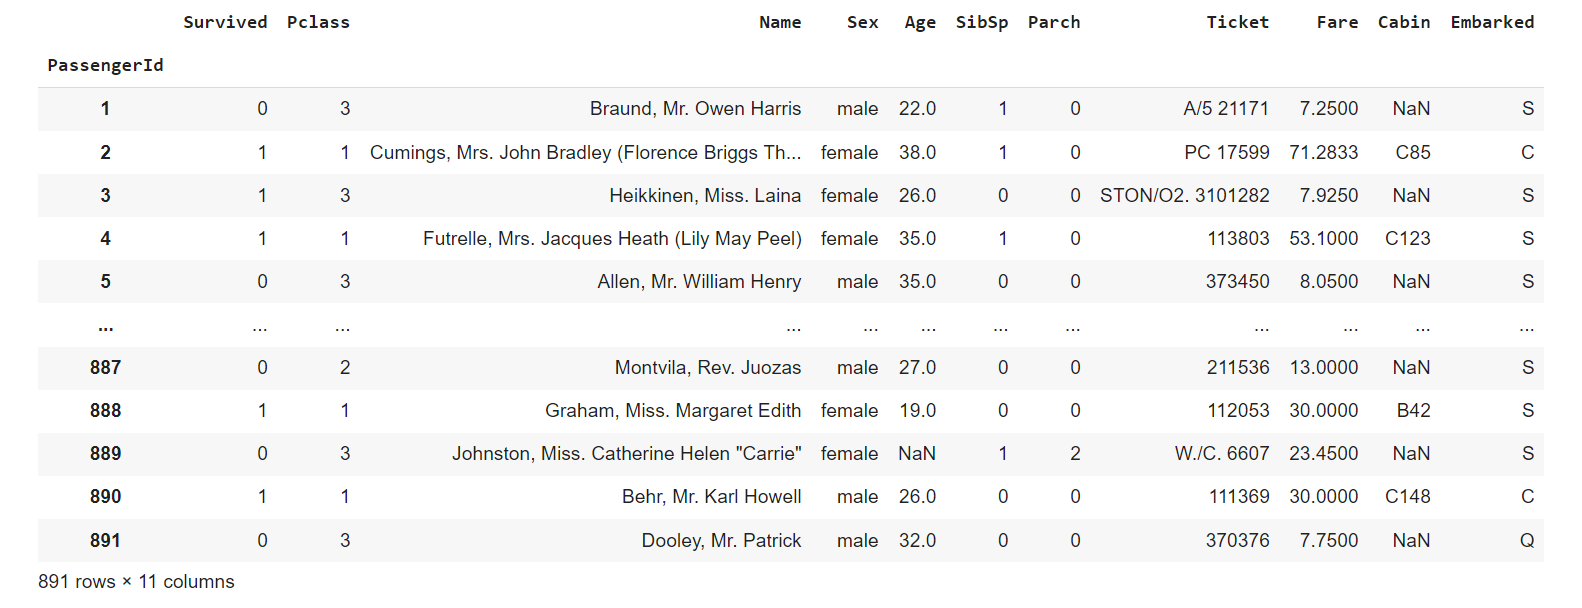 Survived Pclass Name Sex Age SibSp Parch Ticket Fare Cabin Embarked
PassengerId
1 0 3 Braund, Mr. Owen Harris male 22.0 1 0 A/5 21171 7.2500 NaN S
2 1 1 Cumings, Mrs. John Bradley (Florence Briggs Th... female 38.0 1 0 PC 17599 71.2833 C85 C
3 1 3 Heikkinen, Miss. Laina female 26.0 0 0 STON/O2. 3101282 7.9250 NaN S
4 1 1 Futrelle, Mrs. Jacques Heath (Lily May Peel) female 35.0 1 0 113803 53.1000 C123 S
5 0 3 Allen, Mr. William Henry male 35.0 0 0 373450 8.0500 NaN S
... ... ... ... ... ... ... ... ... ... ... ...
887 0 2 Montvila, Rev. Juozas male 27.0 0 0 211536 13.0000 NaN S
888 1 1 Graham, Miss. Margaret Edith female 19.0 0 0 112053 30.0000 B42 S
889 0 3 Johnston, Miss. Catherine Helen "Carrie" female NaN 1 2 W./C. 6607 23.4500 NaN S
890 1 1 Behr, Mr. Karl Howell male 26.0 0 0 111369 30.0000 C148 C
891 0 3 Dooley, Mr. Patrick male 32.0 0 0 370376 7.7500 NaN Q
891 rows × 11 columns